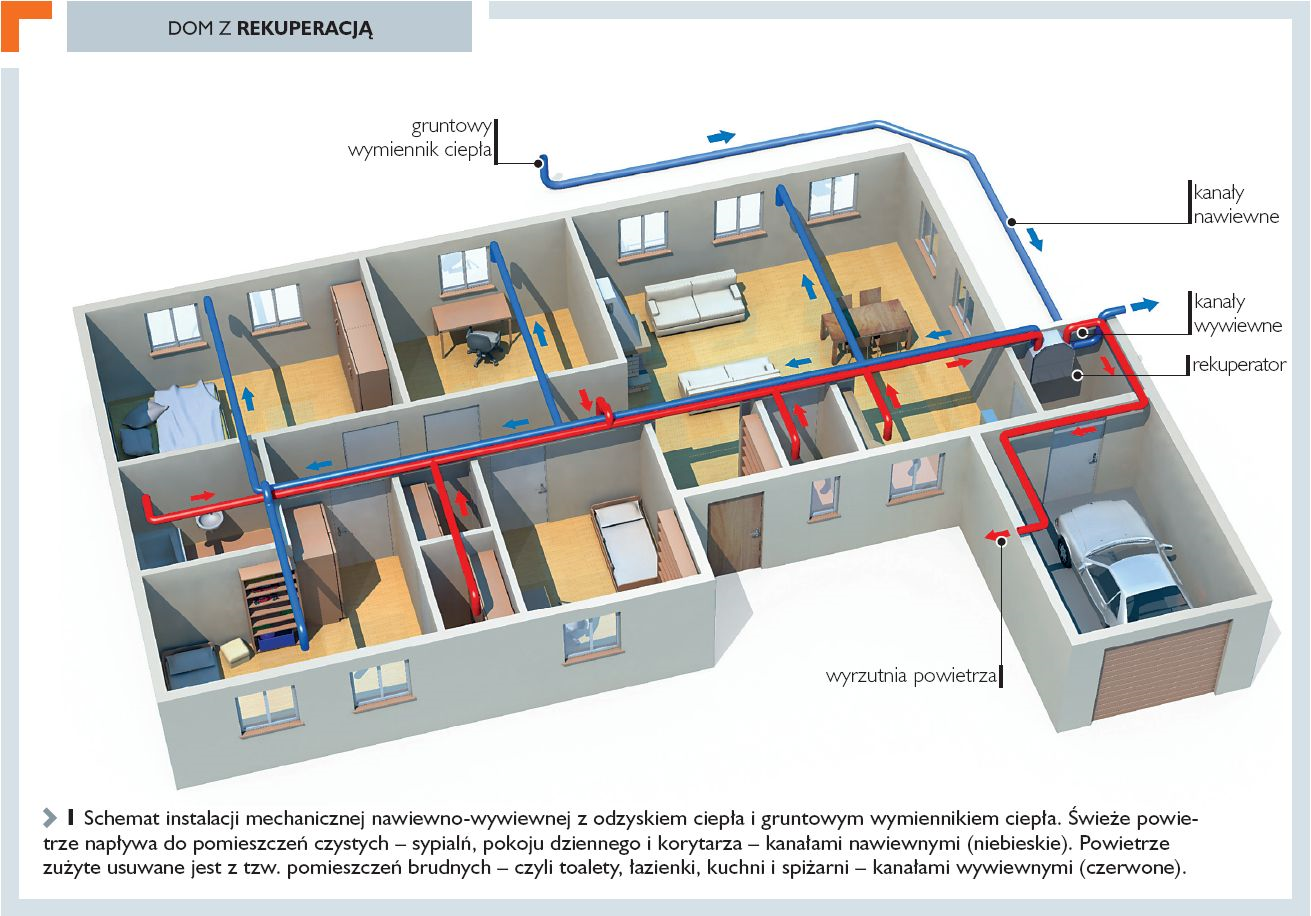 DOM Z REKUPERACJĄ
gruntowy
wymiennik ciepła
kanały
nawiewne
kanały
wywiewne
rekuperator
wyrzutnia powietrza
1 Schemat instalacji mechanicznej nawiewno-wywiewnej z odzyskiem ciepła i gruntowym wymiennikiem ciepła. Świeże powie-
trze napływa do pomieszczeń czystych – sypialń, pokoju dziennego i korytarza – kanałami nawiewnymi (niebieskie). Powietrze
zużyte usuwane jest z tzw. pomieszczeń brudnych – czyli toalety, łazienki, kuchni i spiżarni – kanałami wywiewnymi (czerwone).